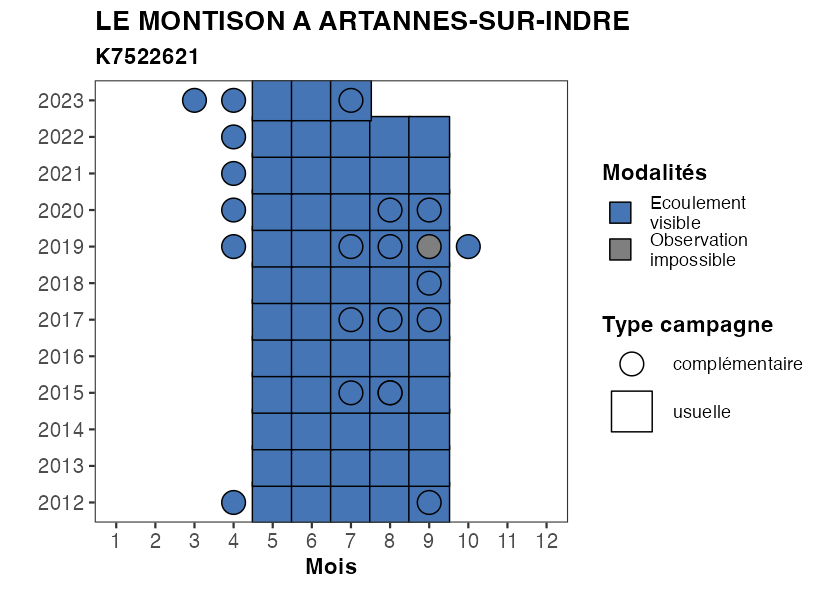 LE MONTISON A ARTANNES-SUR-INDRE
K7522621
2023
2022
2021
2020
2019
2018
2017
2016
2015
2014
2013
2012
1 2 3 4 5 6 7 8 9 10 11 12
Mois
Modalités
Ecoulement
visible
Observation
impossible
Type campagne
complémentaire
usuelle